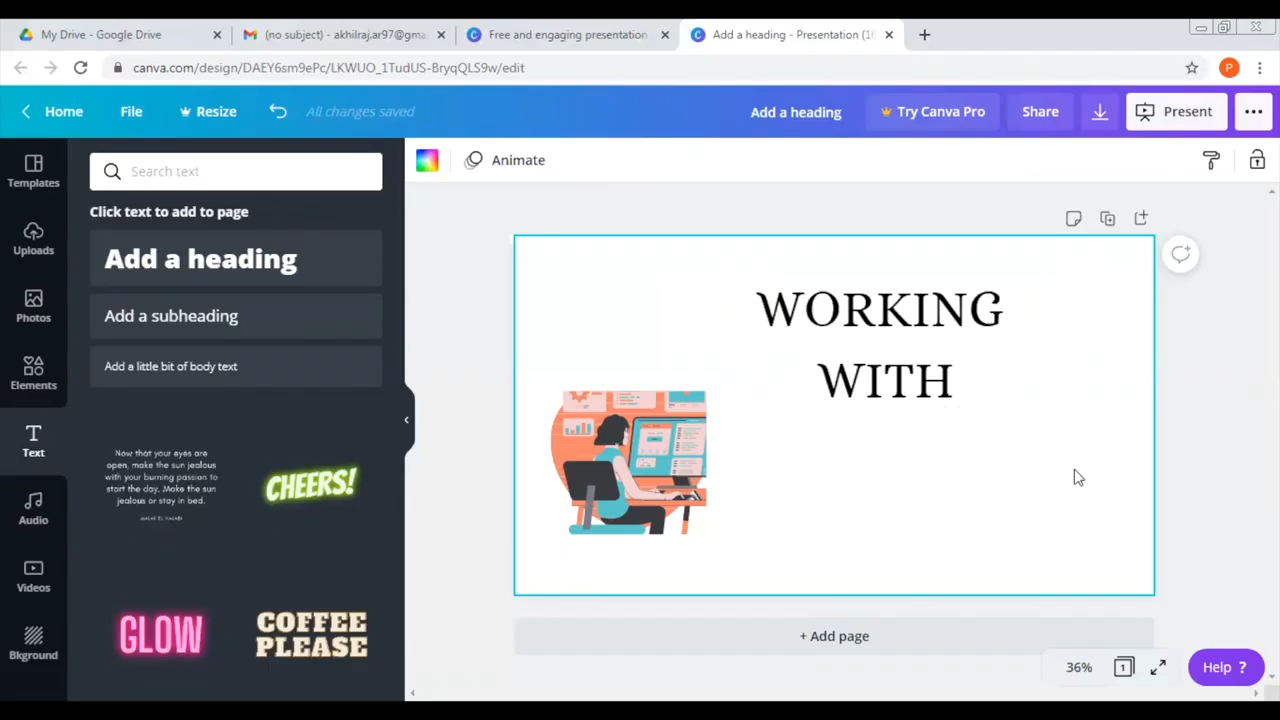 My Drive - Google Drive
(no subject) - akhilraj.ar97@gma
Free and engaging presentation
Add a heading - Presentation (16
canva.com/design/DAEY6sm9ePc/LKWUO_1TudUS-BryqQLS9w/edit
P
Home
File
Resize
All changes saved
Add a heading
Try Canva Pro
Share
Present
Templates
Uploads
Photos
Elements
Text
Audio
Videos
Bkground
Search text
Click text to add to page
Add a heading
Add a subheading
Add a little bit of body text
Now that your eyes are
open, make the sun jealous
with your burning passion to
start the day. Make the sun
jealous or stay in bed.
CHEERS!
GLOW
COFFEE
PLEASE
Animate
WORKING
WITH
+ Add page
36%
1
Help ?